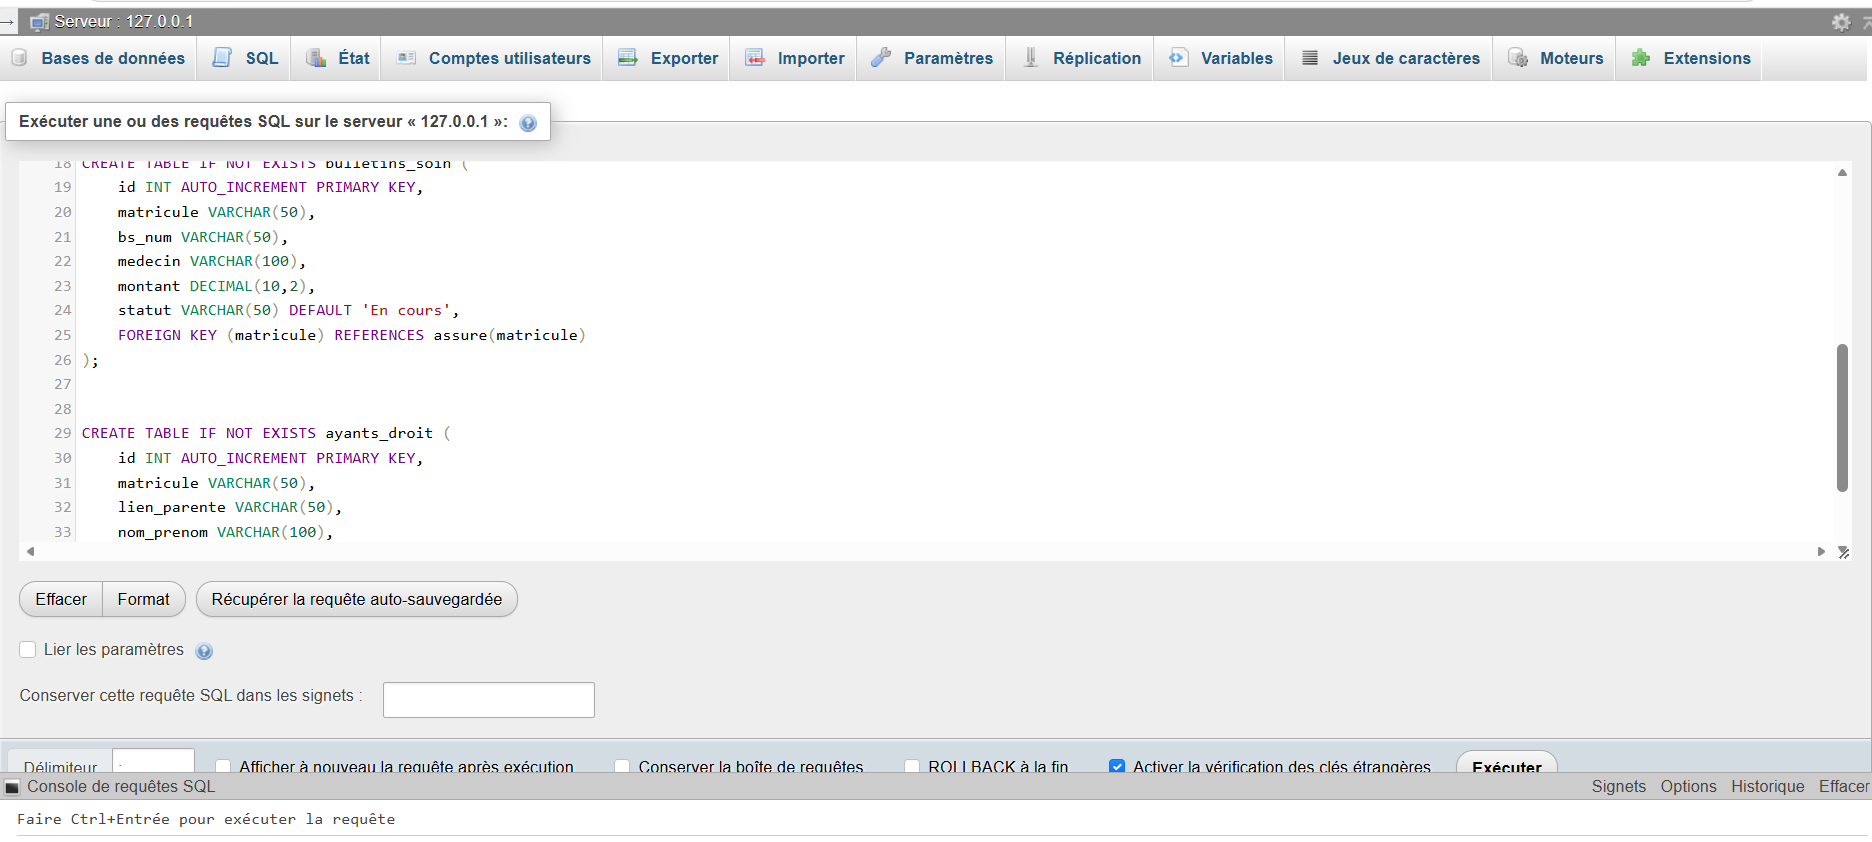 Serveur : 127.0.0.1
Bases de données SQL État Comptes utilisateurs Exporter Importer Paramètres Réplication Variables Jeux de caractères Moteurs Extensions
Exécuter une ou des requêtes SQL sur le serveur « 127.0.0.1 »:
18 CREATE TABLE IF NOT EXISTS bulletins_soin (
19 id INT AUTO_INCREMENT PRIMARY KEY,
20 matricule VARCHAR(50),
21 bs_num VARCHAR(50),
22 medecin VARCHAR(100),
23 montant DECIMAL(10,2),
24 statut VARCHAR(50) DEFAULT 'En cours',
25 FOREIGN KEY (matricule) REFERENCES assure(matricule)
26 );
27
28
29 CREATE TABLE IF NOT EXISTS ayants_droit (
30 id INT AUTO_INCREMENT PRIMARY KEY,
31 matricule VARCHAR(50),
32 lien_parente VARCHAR(50),
33 nom_prenom VARCHAR(100),
Effacer Format Récupérer la requête auto-sauvegardée
Lier les paramètres
Conserver cette requête SQL dans les signets :
Délimiteur Afficher à nouveau la requête après exécution Conserver la boîte de requêtes ROLLBACK à la fin Activer la vérification des clés étrangères Exécuter
Console de requêtes SQL Signets Options Historique Effacer
Faire Ctrl+Entrée pour exécuter la requête